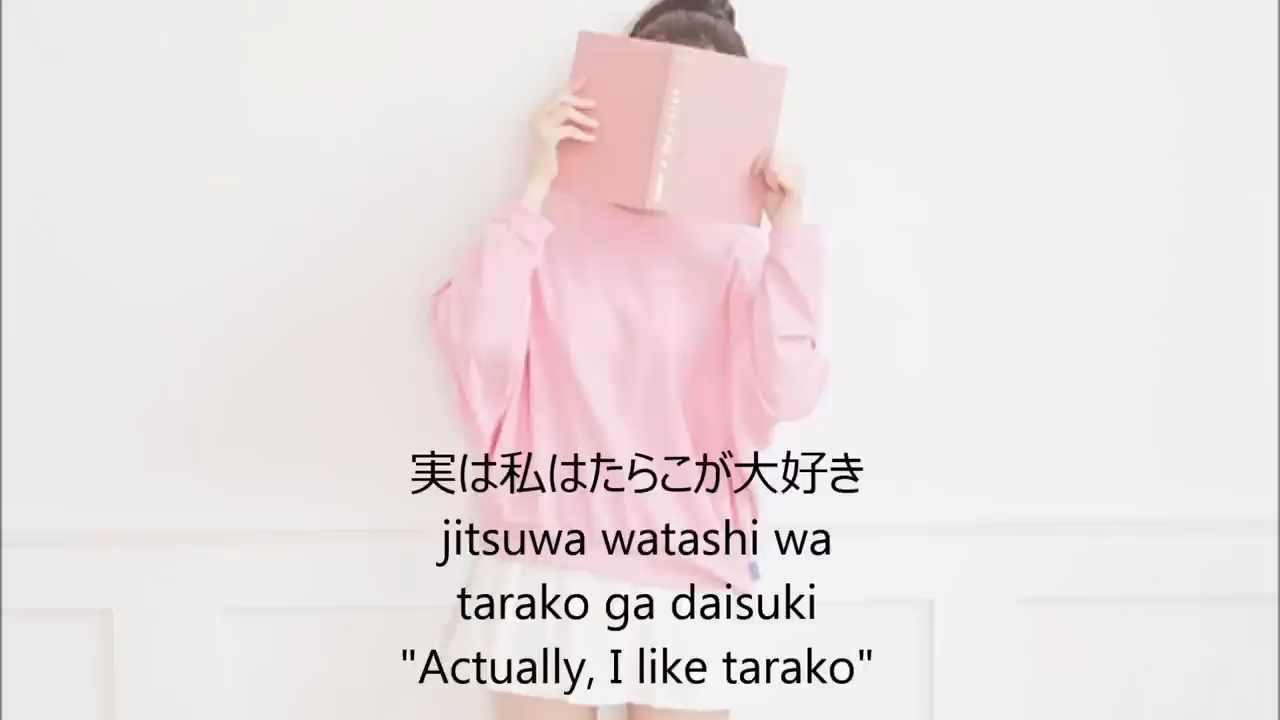 実は私はたらこが大好き
jitsuwa watashi wa
tarako ga daisuki
"Actually, I like tarako"